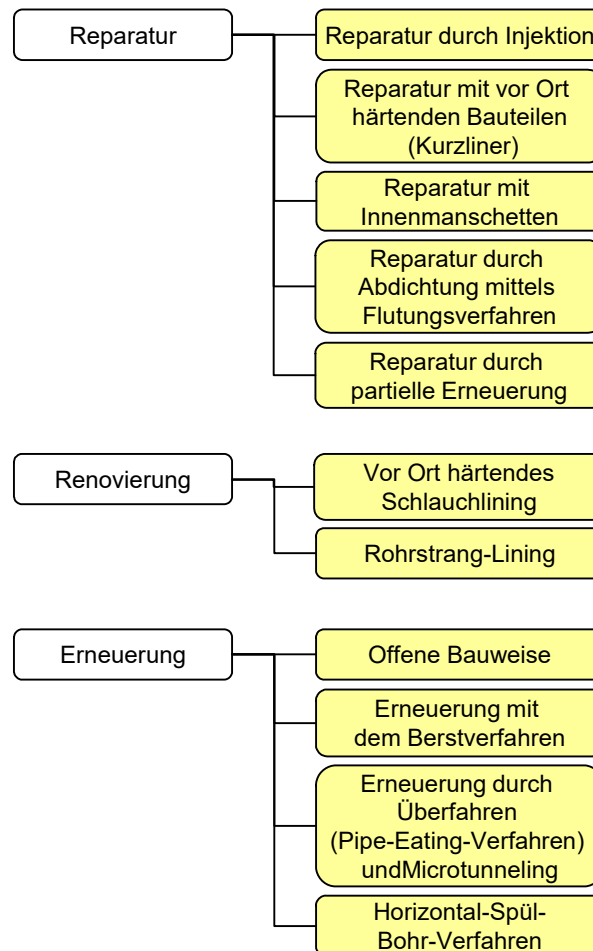 Reparatur
Reparatur durch Injektion
Reparatur mit vor Ort
härtenden Bauteilen
(Kurzliner)
Reparatur mit
Innenmanschetten
Reparatur durch
Abdichtung mittels
Flutungsverfahren
Reparatur durch
partielle Erneuerung
Renovierung
Vor Ort härtendes
Schlauchlining
Rohrstrang-Lining
Erneuerung
Offene Bauweise
Erneuerung mit
dem Berstverfahren
Erneuerung durch
Überfahren
(Pipe-Eating-Verfahren)
undMicrotunneling
Horizontal-Spül-
Bohr-Verfahren